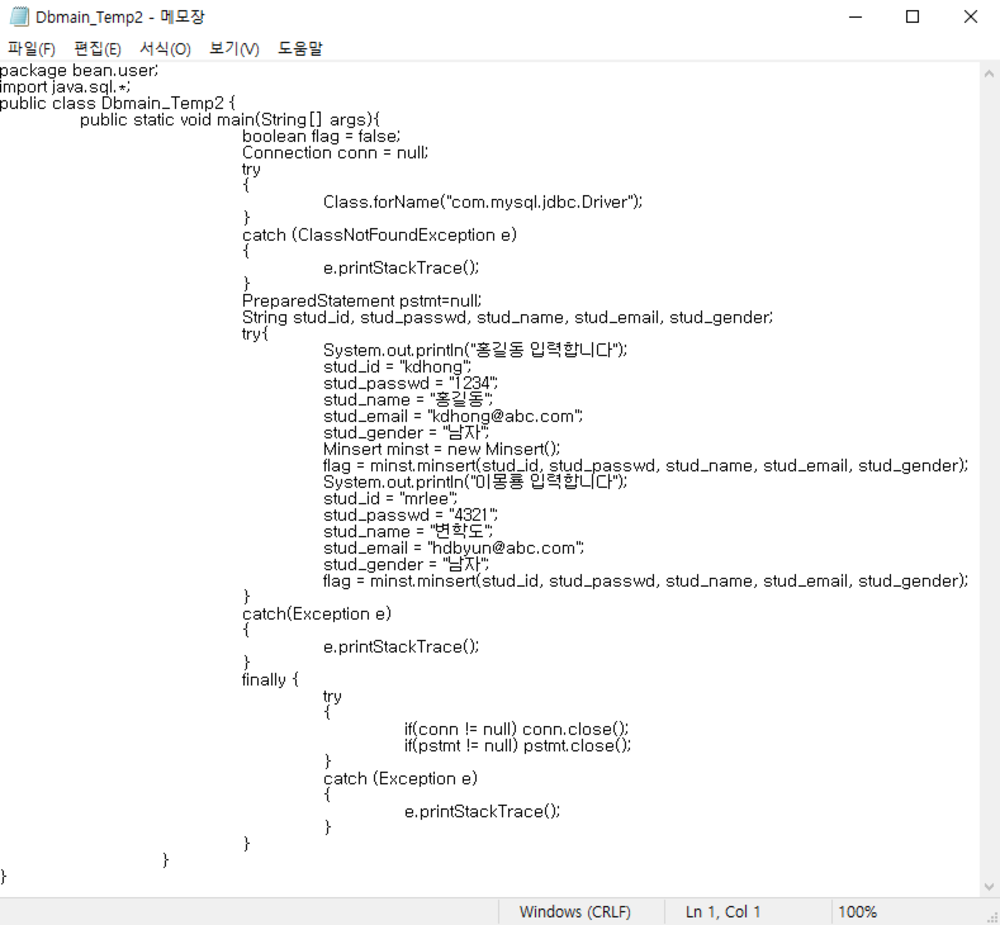 Dbmain_Temp2 - 메모장
파일(F) 편집(E) 서식(O) 보기(V) 도움말
package bean.user;
import java.sql.*;
public class Dbmain_Temp2 {
public static void main(String[] args){
boolean flag = false;
Connection conn = null;
try
{
Class.forName("com.mysql.jdbc.Driver");
}
catch (ClassNotFoundException e)
{
e.printStackTrace();
}
PreparedStatement pstmt=null;
String stud_id, stud_passwd, stud_name, stud_email, stud_gender;
try{
System.out.println("홍길동 입력합니다");
stud_id = "kdhong";
stud_passwd = "1234";
stud_name = "홍길동";
stud_email = "kdhong@abc.com";
stud_gender = "남자";
Minsert minst = new Minsert();
flag = minst.minsert(stud_id, stud_passwd, stud_name, stud_email, stud_gender);
System.out.println("이몽룡 입력합니다");
stud_id = "mrlee";
stud_passwd = "4321";
stud_name = "변학도";
stud_email = "hdbyun@abc.com";
stud_gender = "남자";
flag = minst.minsert(stud_id, stud_passwd, stud_name, stud_email, stud_gender);
}
catch(Exception e)
{
e.printStackTrace();
}
finally {
try
{
if(conn != null) conn.close();
if(pstmt != null) pstmt.close();
}
catch (Exception e)
{
e.printStackTrace();
}
}
}
}
Windows (CRLF) Ln 1, Col 1 100%